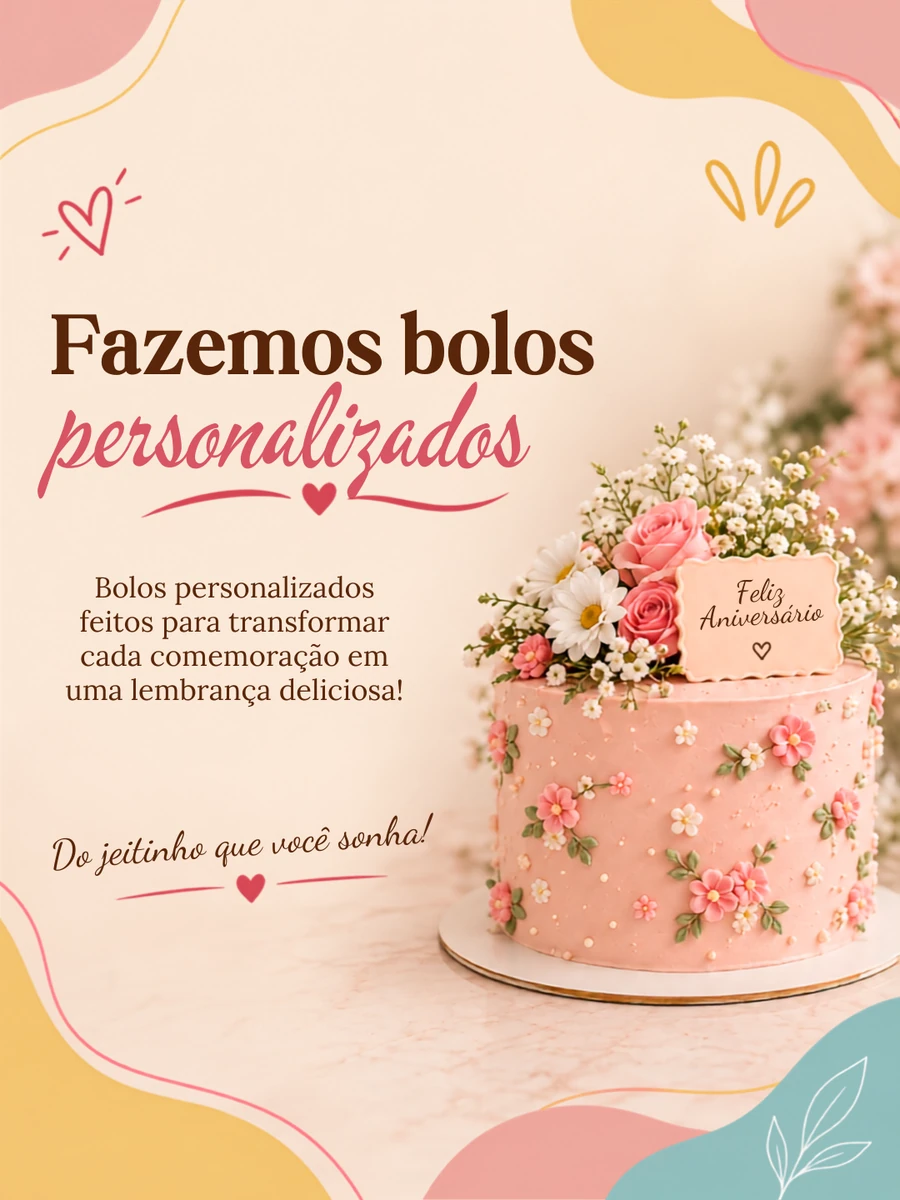 Fazemos bolos
personalizados
Bolos personalizados
feitos para transformar
cada comemoração em
uma lembrança deliciosa!
Feliz
Aniversário
Do jeitinho que você sonha!